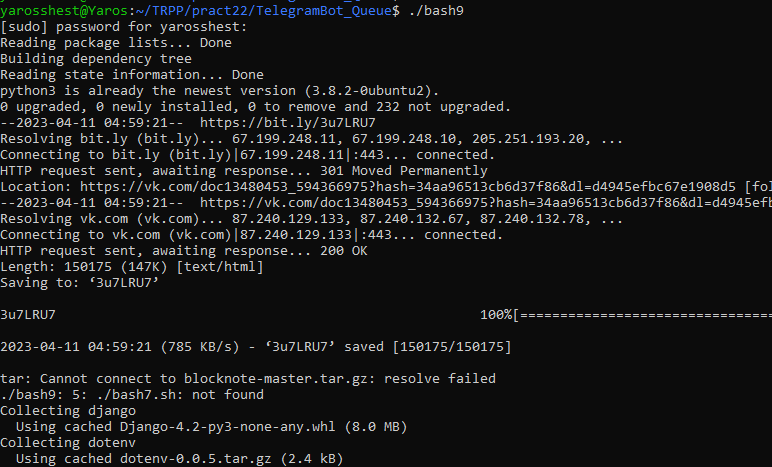 yarosshest@Yaros:~/TRPP/pract22/TelegramBot_Queue$ ./bash9
[sudo] password for yarosshest:
Reading package lists... Done
Building dependency tree
Reading state information... Done
python3 is already the newest version (3.8.2-0ubuntu2).
0 upgraded, 0 newly installed, 0 to remove and 232 not upgraded.
--2023-04-11 04:59:21--  https://bit.ly/3u7LRU7
Resolving bit.ly (bit.ly)... 67.199.248.11, 67.199.248.10, 205.251.193.20, ...
Connecting to bit.ly (bit.ly)|67.199.248.11|:443... connected.
HTTP request sent, awaiting response... 301 Moved Permanently
Location: https://vk.com/doc13480453_594366975?hash=34aa96513cb6d37f86&dl=d4945efbc67e1908d5 [fol
--2023-04-11 04:59:21--  https://vk.com/doc13480453_594366975?hash=34aa96513cb6d37f86&dl=d4945efb
Resolving vk.com (vk.com)... 87.240.129.133, 87.240.132.67, 87.240.132.78, ...
Connecting to vk.com (vk.com)|87.240.129.133|:443... connected.
HTTP request sent, awaiting response... 200 OK
Length: 150175 (147K) [text/html]
Saving to: ‘3u7LRU7’
3u7LRU7 100%[================================
2023-04-11 04:59:21 (785 KB/s) - ‘3u7LRU7’ saved [150175/150175]
tar: Cannot connect to blocknote-master.tar.gz: resolve failed
./bash9: 5: ./bash7.sh: not found
Collecting django
  Using cached Django-4.2-py3-none-any.whl (8.0 MB)
Collecting dotenv
  Using cached dotenv-0.0.5.tar.gz (2.4 kB)